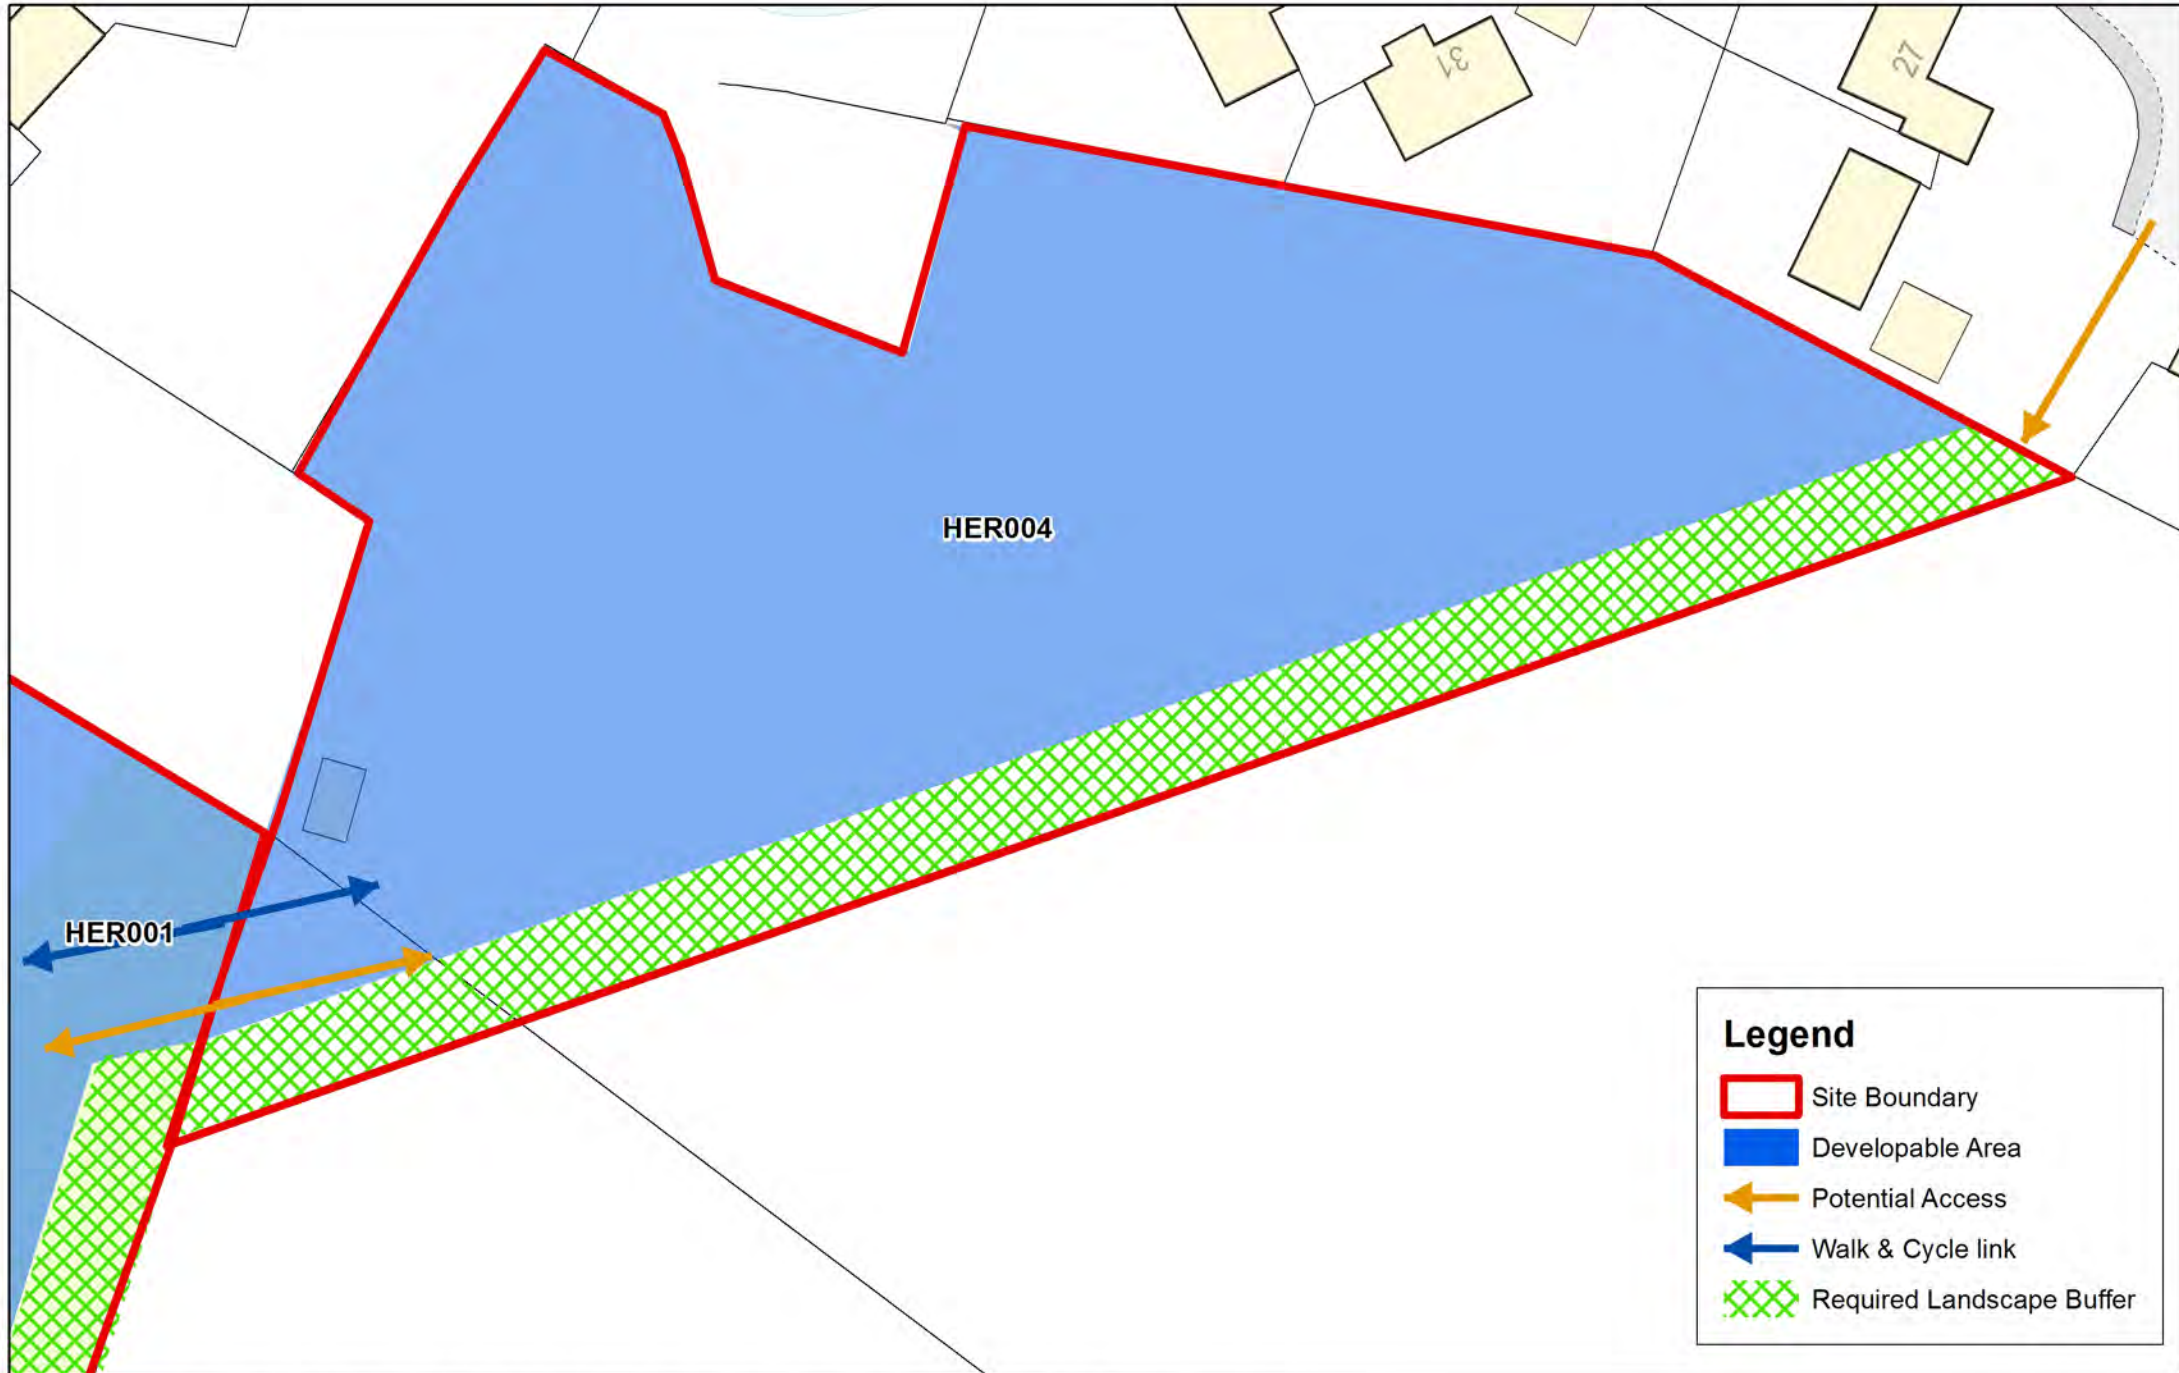 31
27
HER004
HER001
Legend
Site Boundary
Developable Area
Potential Access
Walk & Cycle link
Required Landscape Buffer